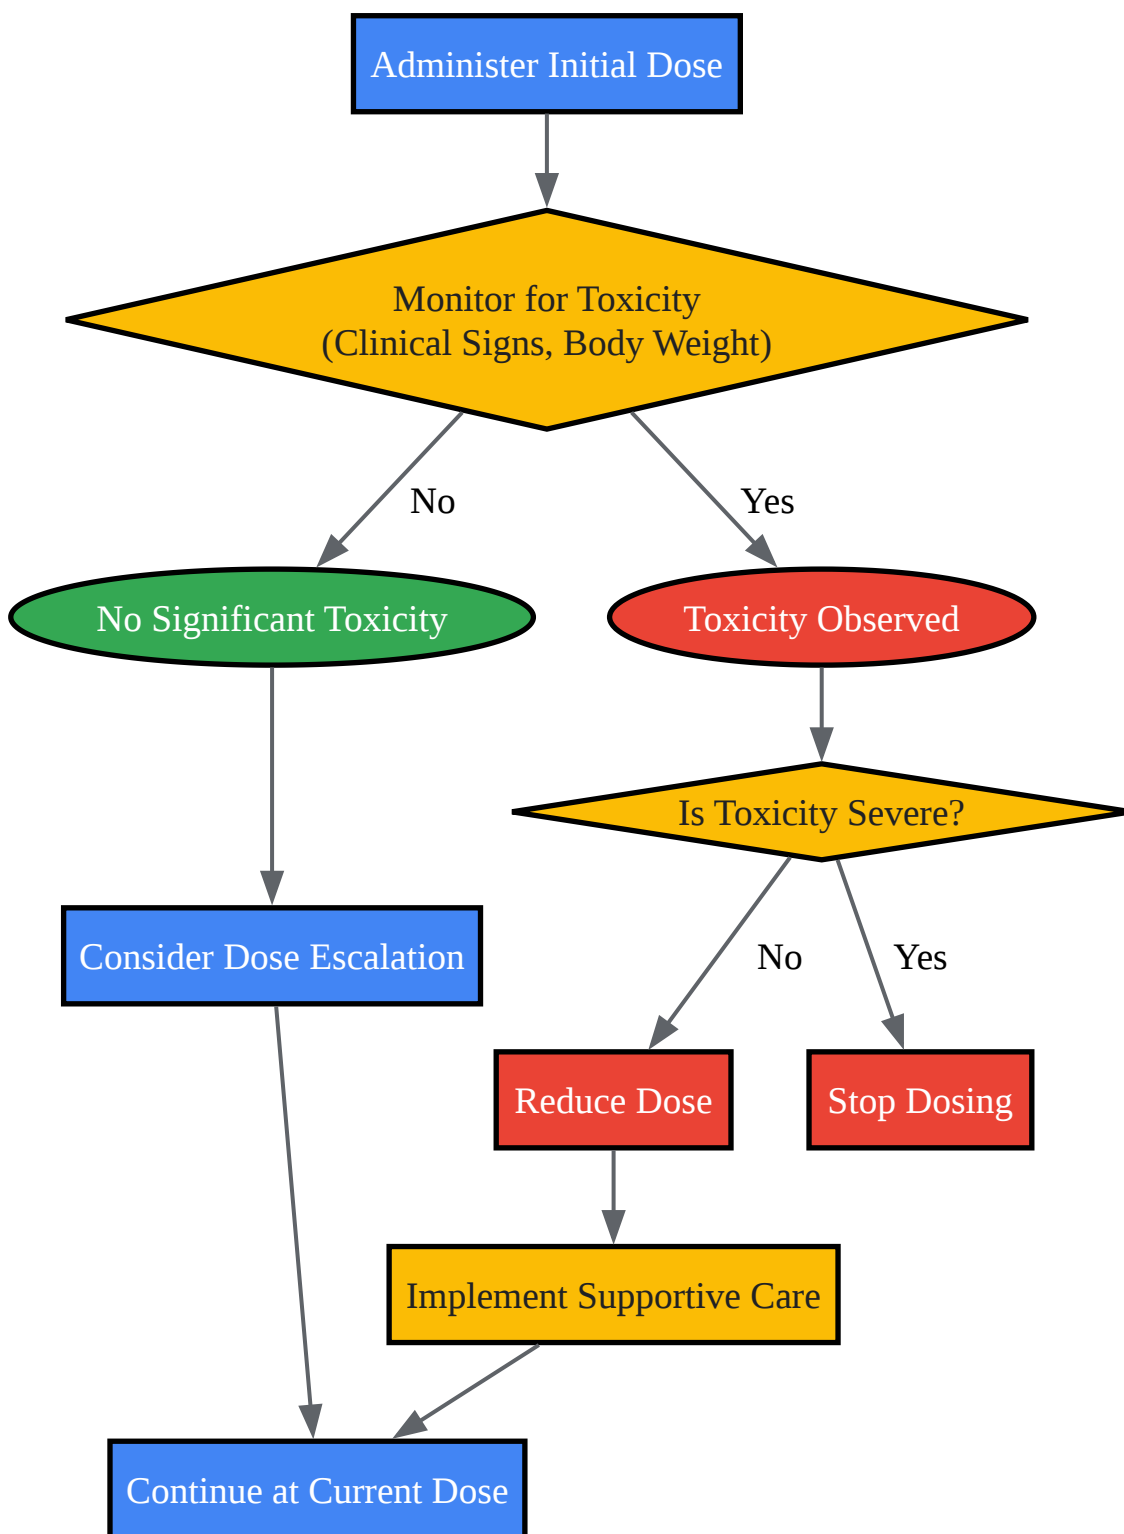 Administer Initial Dose
Monitor for Toxicity
(Clinical Signs, Body Weight)
No
Yes
No Significant Toxicity
Toxicity Observed
Is Toxicity Severe?
Consider Dose Escalation
No
Yes
Reduce Dose
Stop Dosing
Implement Supportive Care
Continue at Current Dose